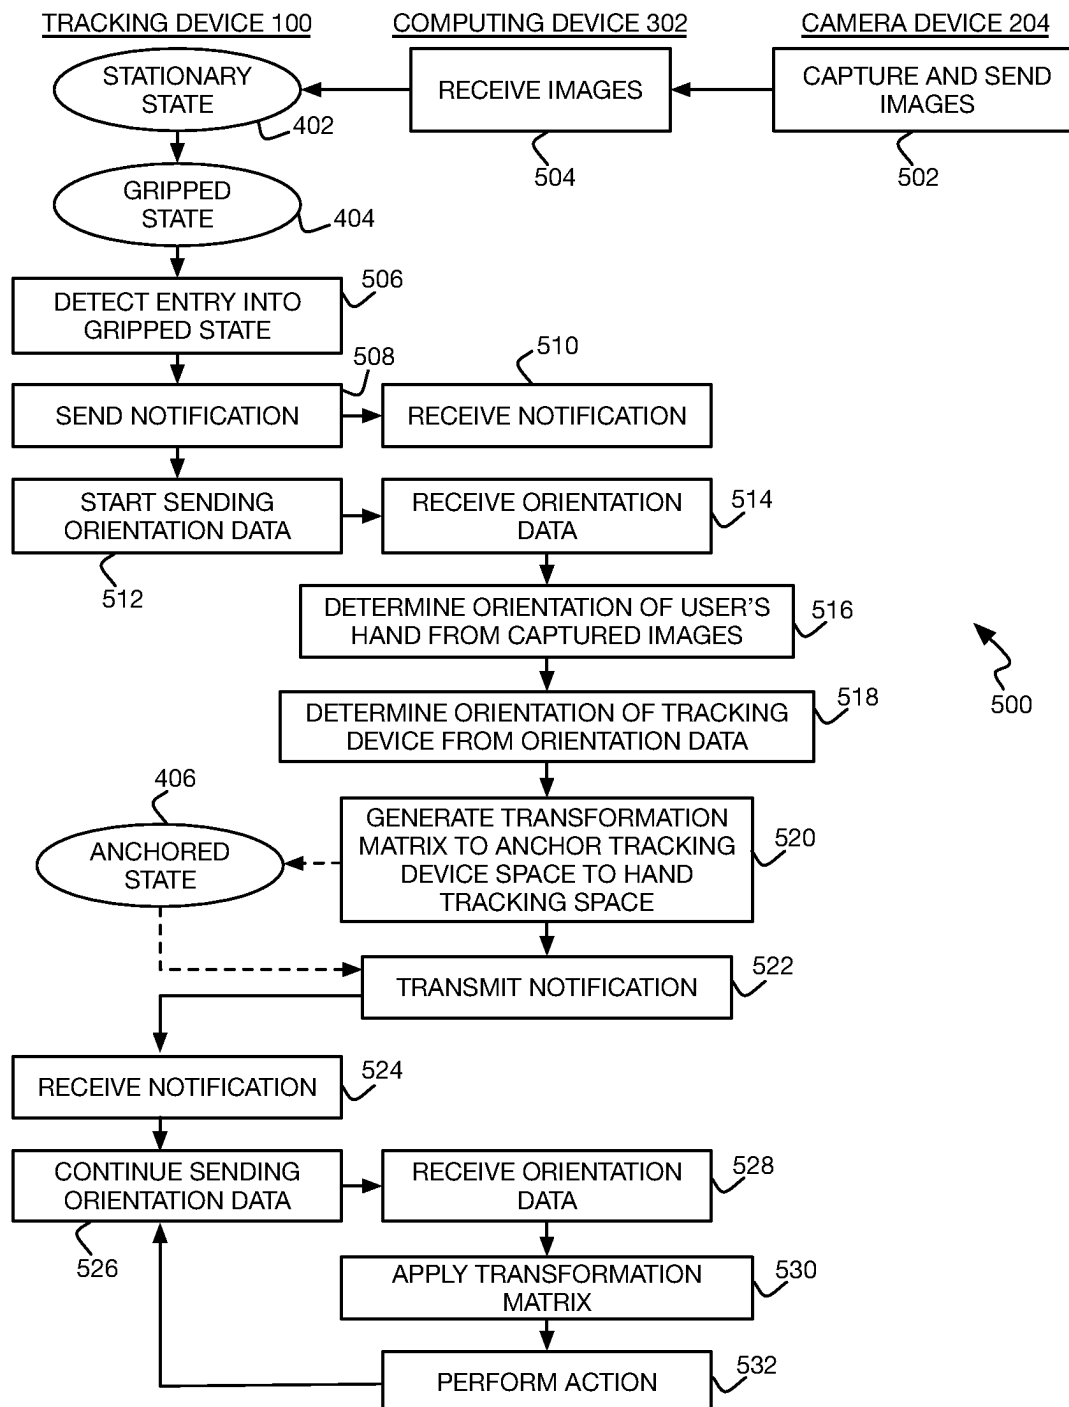 TRACKING DEVICE 100
COMPUTING DEVICE 302
CAMERA DEVICE 204
STATIONARY
STATE
402
RECEIVE IMAGES
504
CAPTURE AND SEND
IMAGES
502
GRIPPED
STATE
404
DETECT ENTRY INTO
GRIPPED STATE
506
SEND NOTIFICATION
508
RECEIVE NOTIFICATION
510
START SENDING
ORIENTATION DATA
512
RECEIVE ORIENTATION
DATA
514
DETERMINE ORIENTATION OF USER'S
HAND FROM CAPTURED IMAGES
516
500
DETERMINE ORIENTATION OF TRACKING
DEVICE FROM ORIENTATION DATA
518
406
ANCHORED
STATE
GENERATE TRANSFORMATION
MATRIX TO ANCHOR TRACKING
DEVICE SPACE TO HAND
TRACKING SPACE
520
TRANSMIT NOTIFICATION
522
RECEIVE NOTIFICATION
524
CONTINUE SENDING
ORIENTATION DATA
526
RECEIVE ORIENTATION
DATA
528
APPLY TRANSFORMATION
MATRIX
530
PERFORM ACTION
532